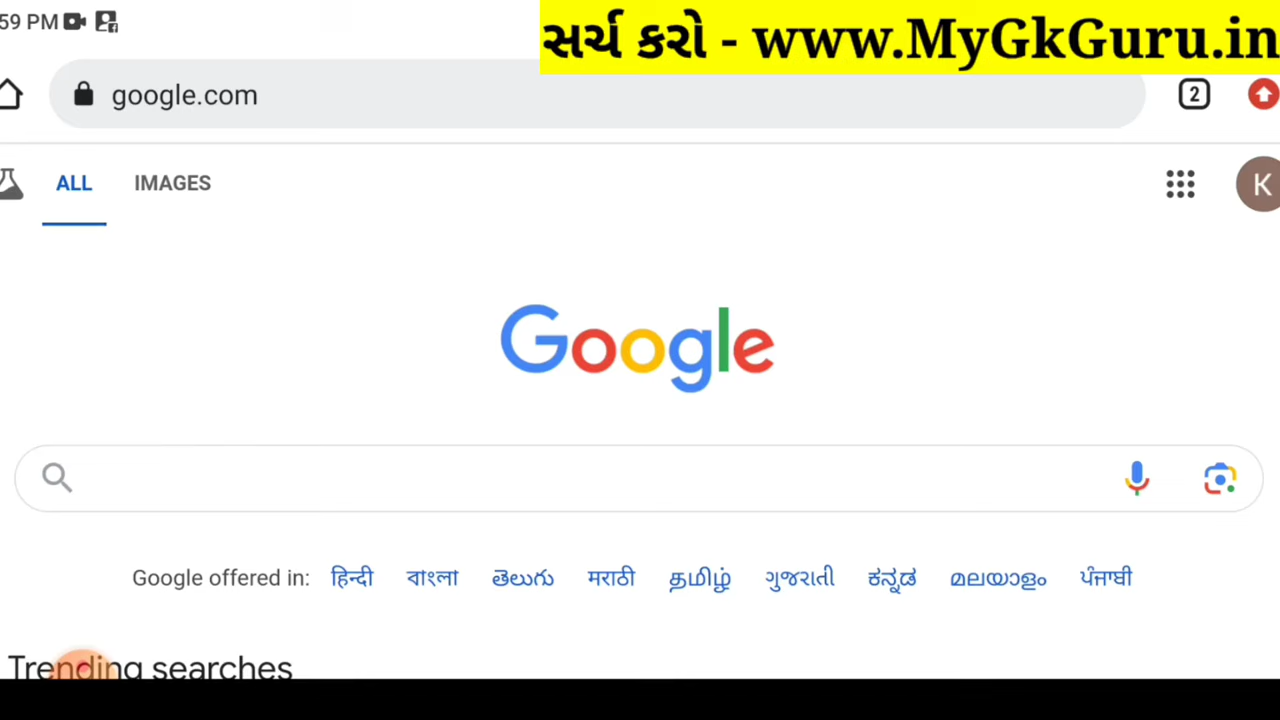 59 PM
સર્ચ કરો - www.MyGkGuru.in
google.com
2
ALL IMAGES
K
Google
Google offered in: हिन्दी বাংলা తెలుగు मराठी தமிழ் ગુજરાતી ಕನ್ನಡ മലയാളം ਪੰਜਾਬੀ
Trending searches